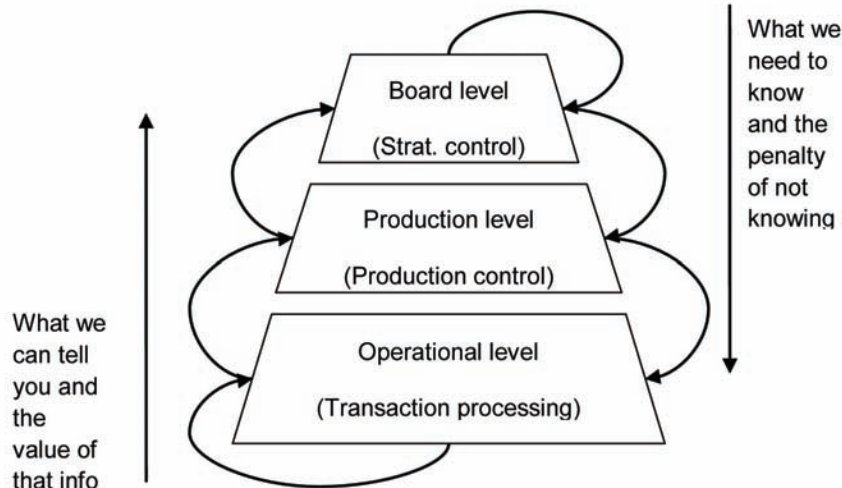 What we
need to
know
and the
penalty
of not
knowing
Board level
(Strat. control)
Production level
(Production control)
Operational level
(Transaction processing)
What we
can tell
you and
the
value of
that info